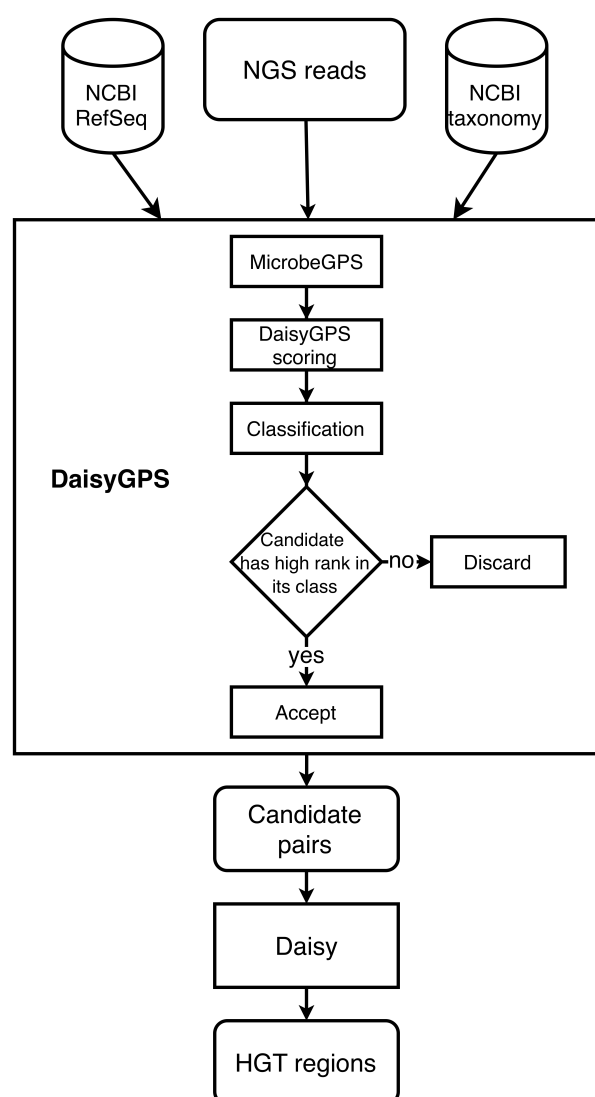 NCBI
RefSeq
NGS reads
NCBI
taxonomy
MicrobeGPS
DaisyGPS
scoring
Classification
DaisyGPS
Candidate
has high rank in
its class
no
Discard
yes
Accept
Candidate
pairs
Daisy
HGT regions